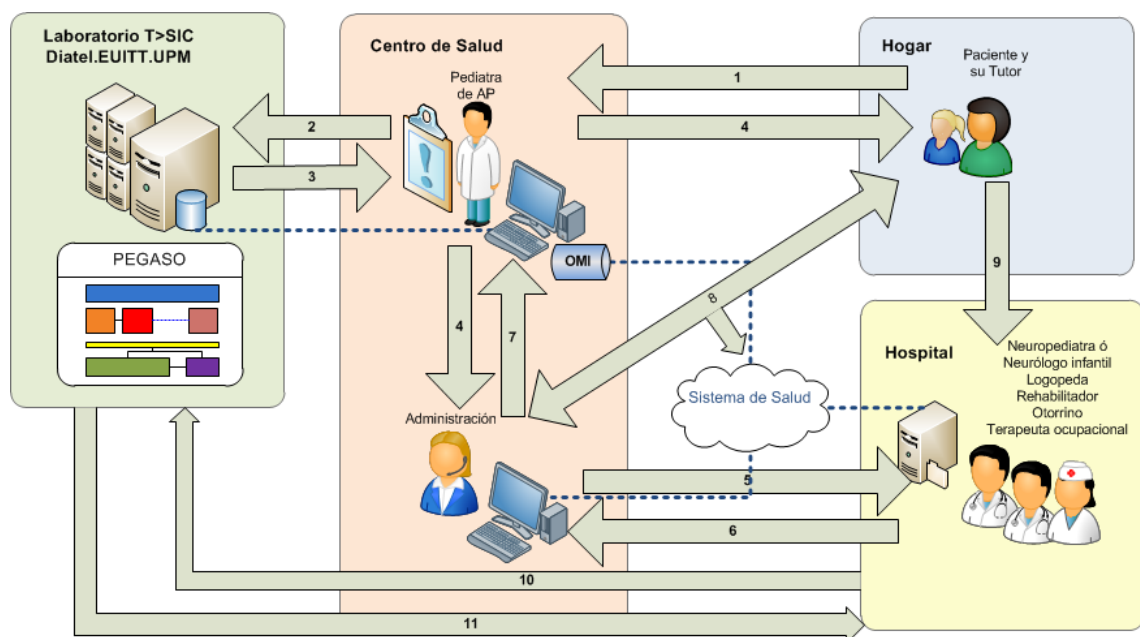 Laboratorio T>SIC
Diatel.EUITT.UPM
PEGASO
Centro de Salud
Pediatra
de AP
OMI
Administración
Hogar
Paciente y
su Tutor
Hospital
Neuropediatra ó
Neurólogo infantil
Logopeda
Rehabilitador
Otorrino
Terapeuta ocupacional
Sistema de Salud
1
2
3
4
4
7
8
9
5
6
10
11